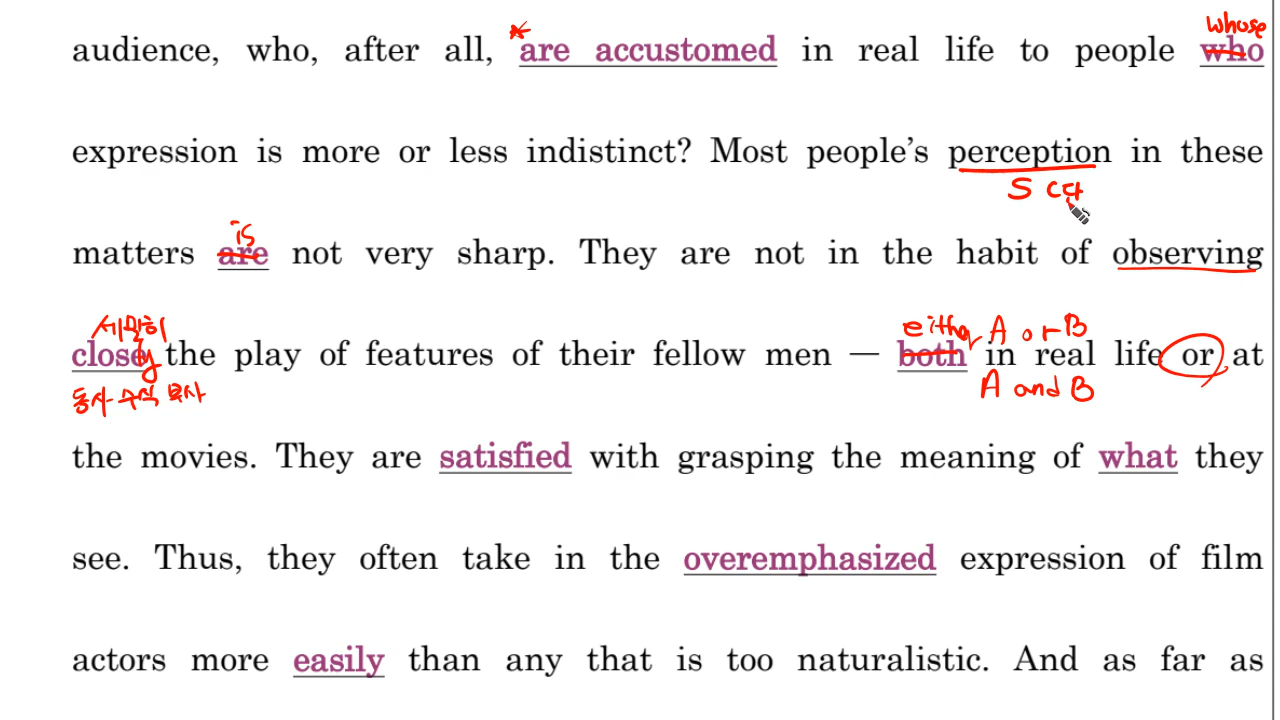 whose
audience, who, after all, are accustomed in real life to people who
expression is more or less indistinct? Most people's perception in these
S (단
is
matters are not very sharp. They are not in the habit of observing
세밀히 either A or B
closely the play of features of their fellow men — both in real life or at
동사 수식 부사 A and B
the movies. They are satisfied with grasping the meaning of what they
see. Thus, they often take in the overemphasized expression of film
actors more easily than any that is too naturalistic. And as far as